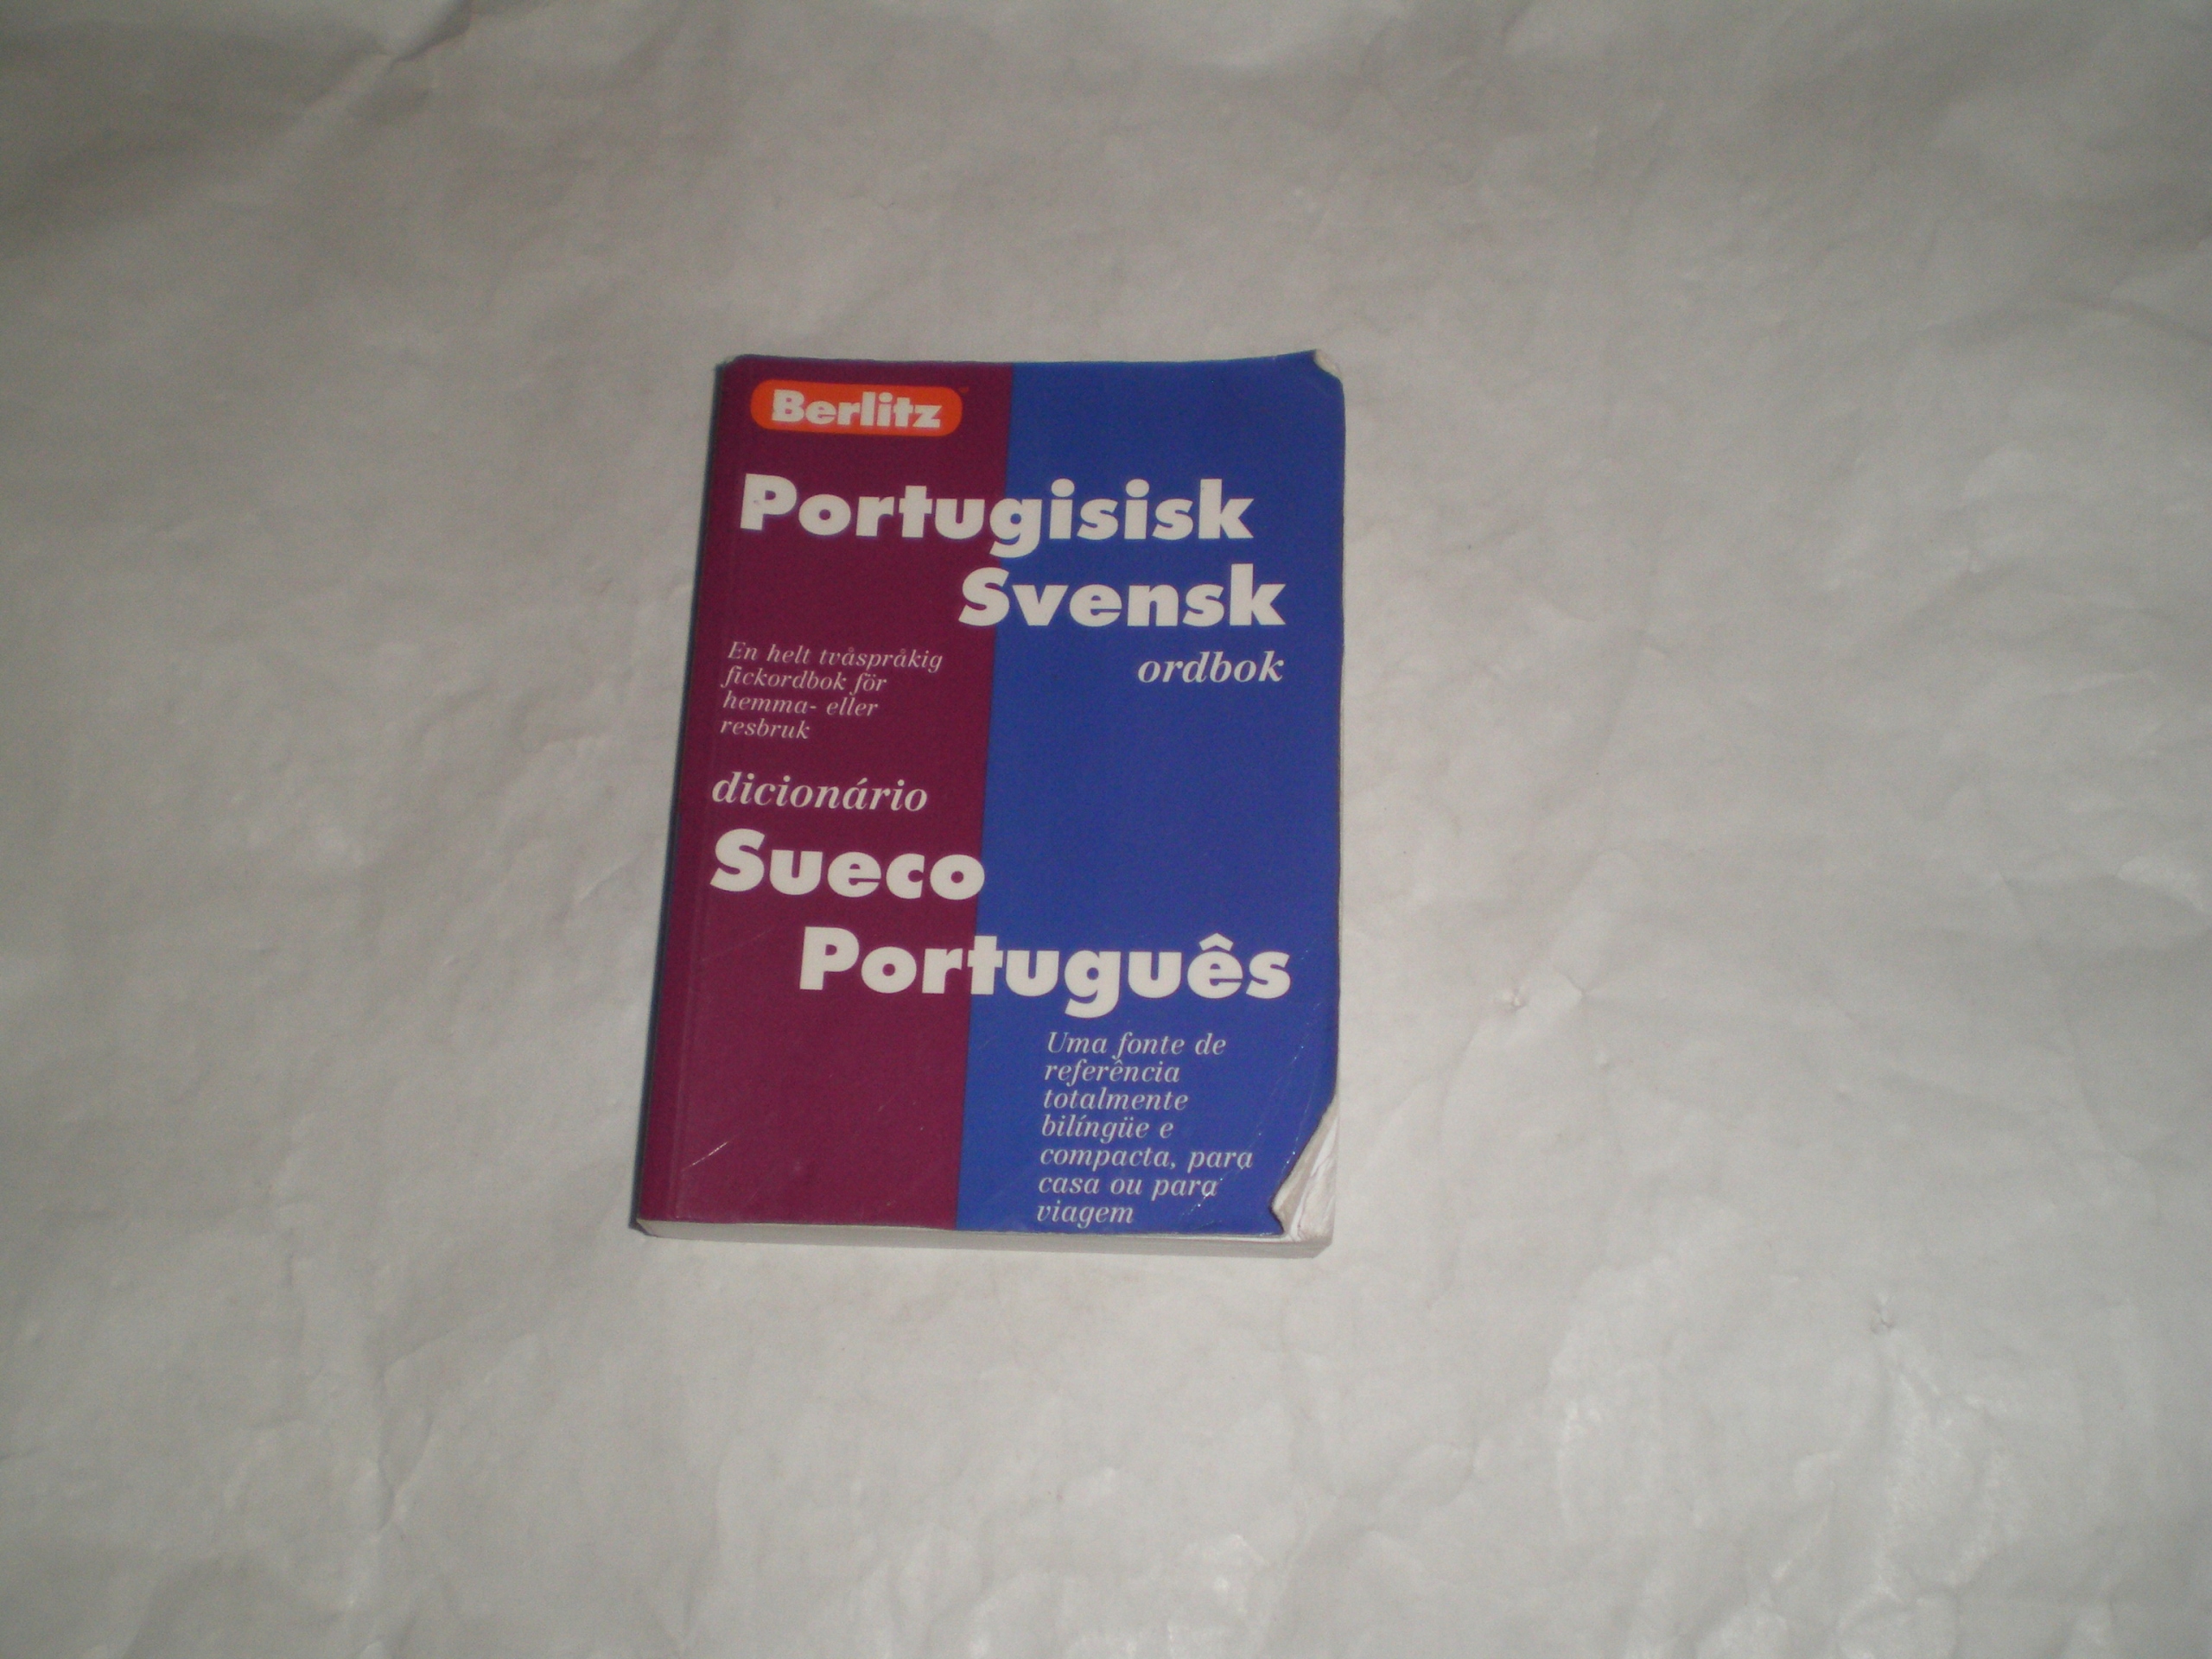 Berlitz
Portugisisk
Svensk
ordbok
En helt tvåspråkig
fickordbok för
hemma- eller
resbruk
dicionário
Sueco
Português
Uma fonte de
referência
totalmente
bilíngüe e
compacta, para
casa ou para
viagem